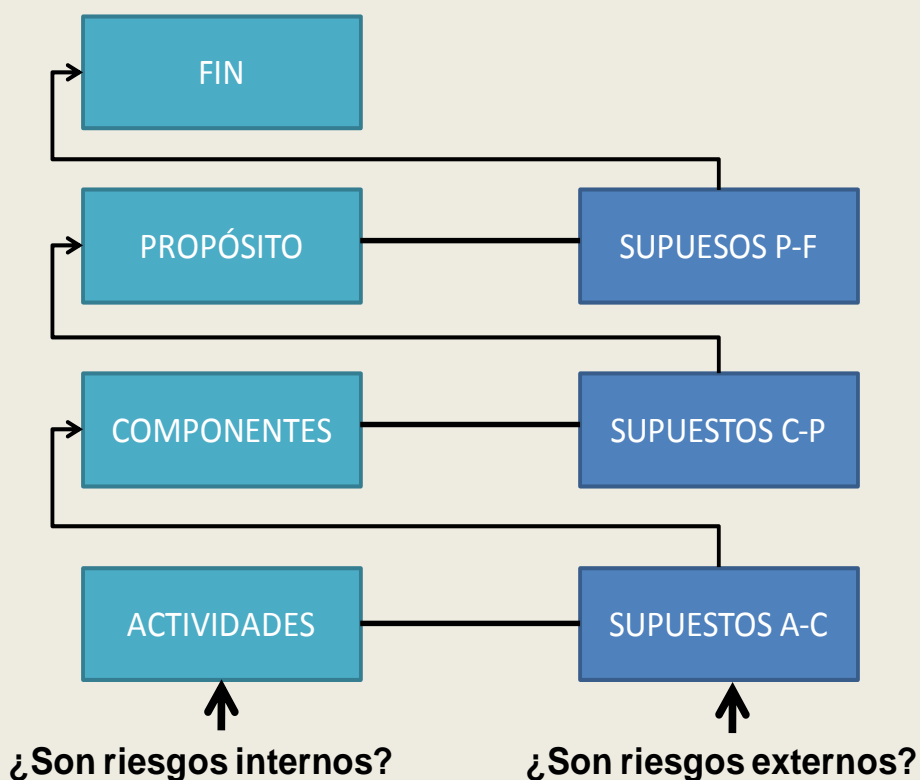 FIN
PROPÓSITO
SUPUESOS P-F
COMPONENTES
SUPUESTOS C-P
ACTIVIDADES
SUPUESTOS A-C
¿Son riesgos internos?
¿Son riesgos externos?